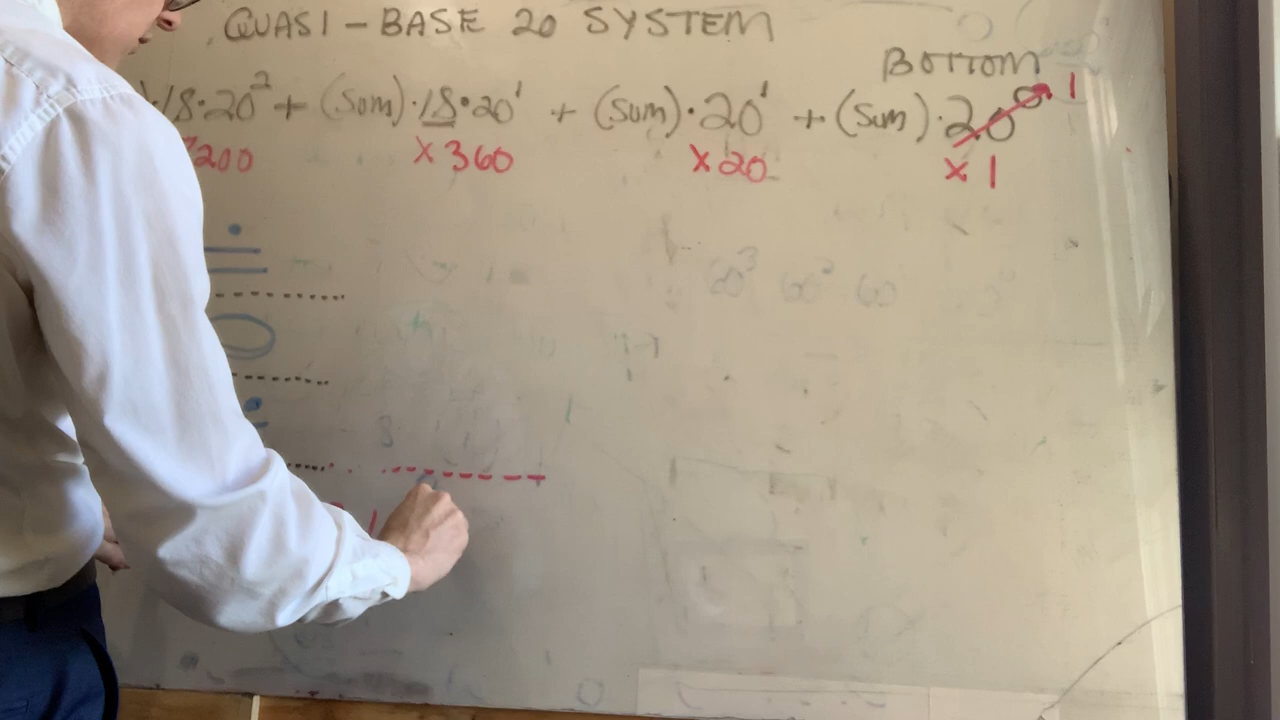 QUASI-BASE 20 SYSTEM
BOTTOM
18·20² + (sum)·18·20¹ + (sum)·20¹ + (sum)·20⁰ 1
200 x 360 x 20 x 1
20³ 60² 60